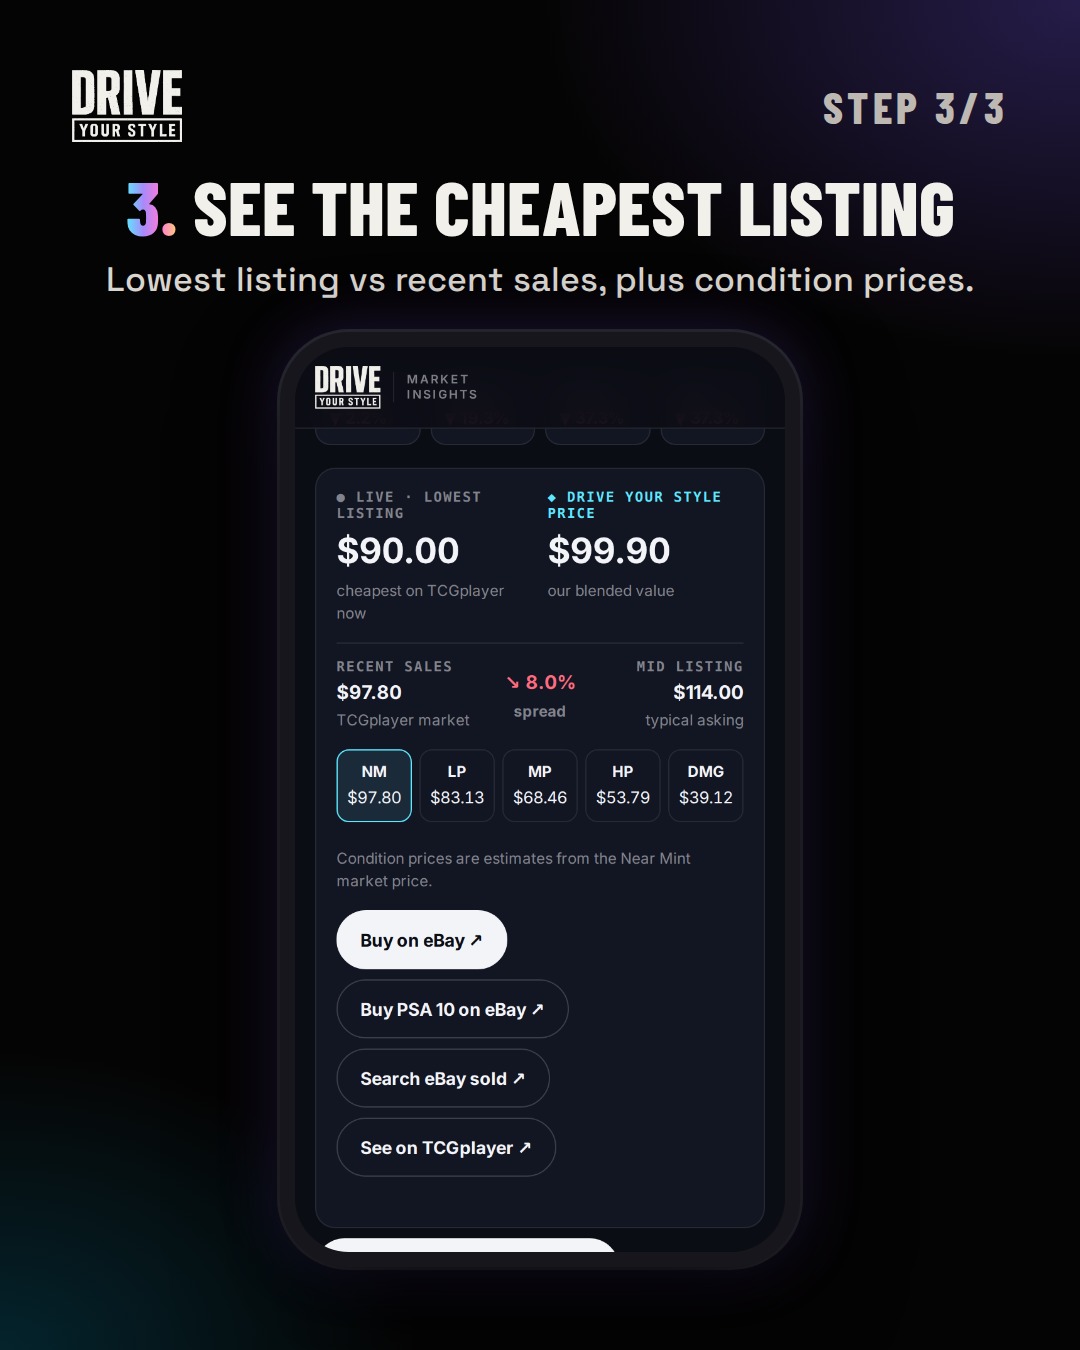 DRIVE
YOUR STYLE
STEP 3/3
3. SEE THE CHEAPEST LISTING
Lowest listing vs recent sales, plus condition prices.
DRIVE
YOUR STYLE
MARKET
INSIGHTS
● LIVE · LOWEST
LISTING
$90.00
cheapest on TCGplayer
now
◆ DRIVE YOUR STYLE
PRICE
$99.90
our blended value
RECENT SALES
$97.80
TCGplayer market
↘ 8.0%
spread
MID LISTING
$114.00
typical asking
NM
$97.80
LP
$83.13
MP
$68.46
HP
$53.79
DMG
$39.12
Condition prices are estimates from the Near Mint
market price.
Buy on eBay ↗
Buy PSA 10 on eBay ↗
Search eBay sold ↗
See on TCGplayer ↗